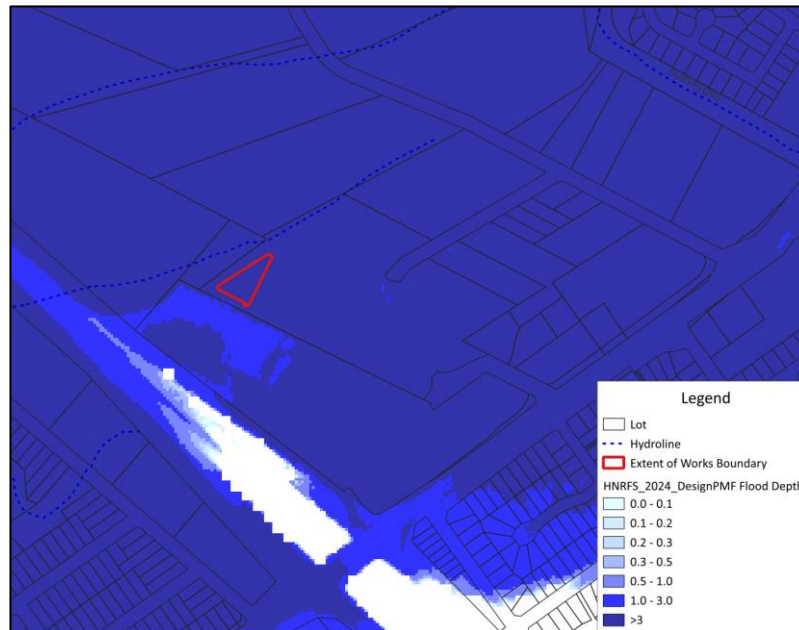 Legend
Lot
Hydroline
Extent of Works Boundary
HNRFS_2024_DesignPMF Flood Depth
0.0 - 0.1
0.1 - 0.2
0.2 - 0.3
0.3 - 0.5
0.5 - 1.0
1.0 - 3.0
>3